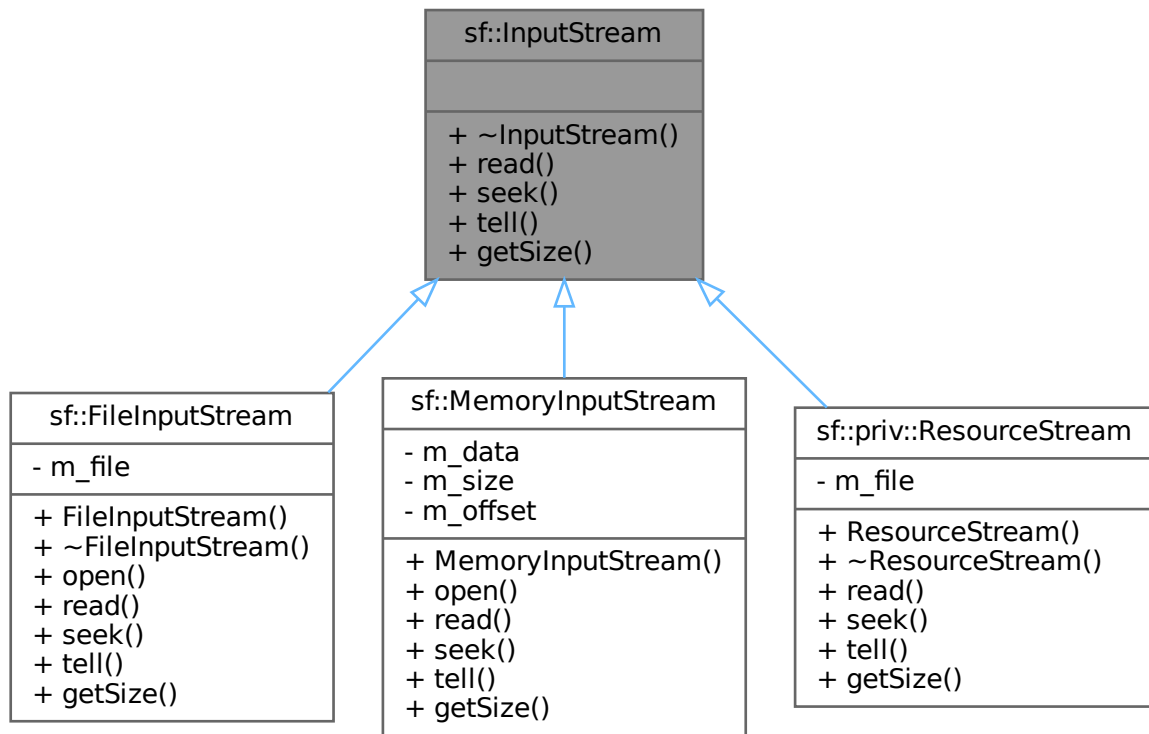 sf::InputStream
+ ~InputStream()
+ read()
+ seek()
+ tell()
+ getSize()
sf::FileInputStream
- m_file
+ FileInputStream()
+ ~FileInputStream()
+ open()
+ read()
+ seek()
+ tell()
+ getSize()
sf::MemoryInputStream
- m_data
- m_size
- m_offset
+ MemoryInputStream()
+ open()
+ read()
+ seek()
+ tell()
+ getSize()
sf::priv::ResourceStream
- m_file
+ ResourceStream()
+ ~ResourceStream()
+ read()
+ seek()
+ tell()
+ getSize()